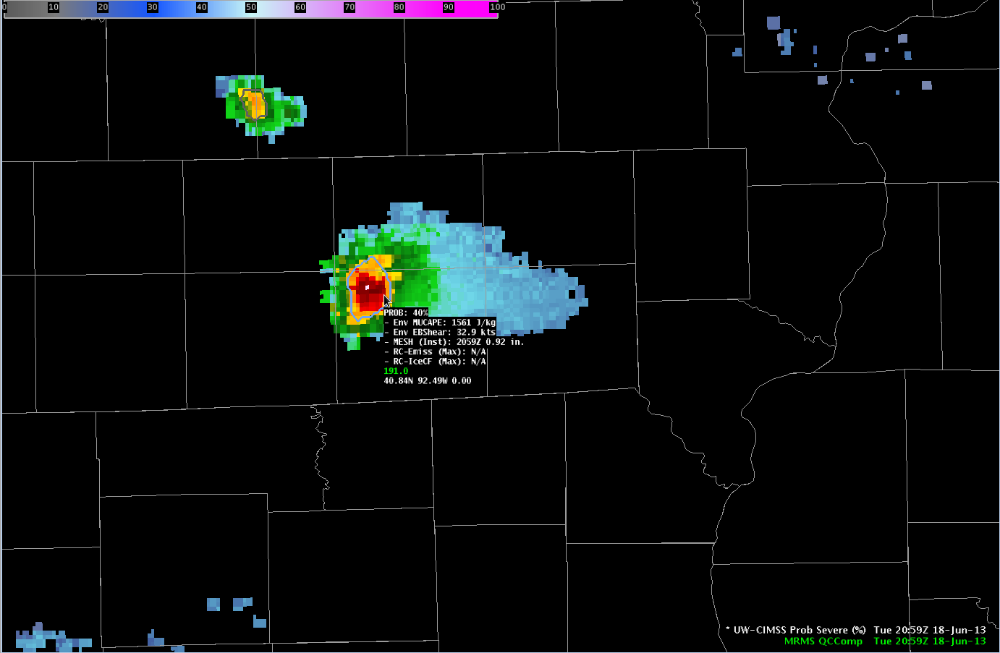 0 10 20 30 40 50 60 70 80 90 100
PROB: 40%
- Env MUCAPE: 1561 J/kg
- Env EBShear: 32.9 kts
- MESH (Inst): 2059Z 0.92 in.
- RC-Emiss (Max): N/A
- RC-IceCF (Max): N/A
191.0
40.84N 92.49W 0.00
* UW-CIMSS Prob Severe (%) Tue 20:59Z 18-Jun-13
MRMS QCComp Tue 20:59Z 18-Jun-13